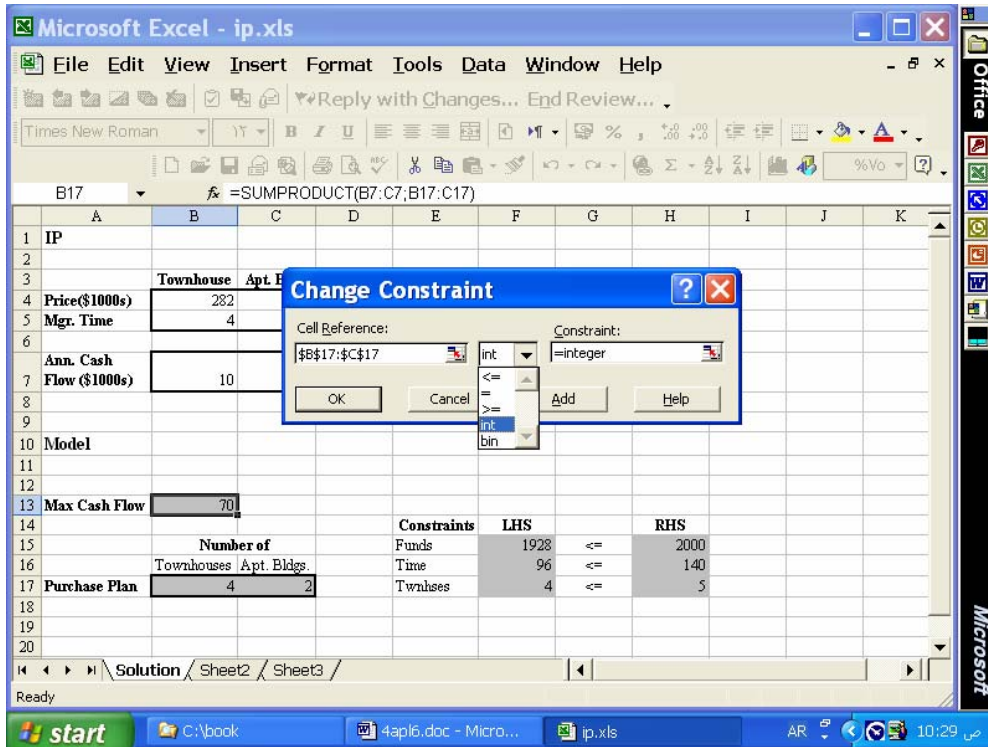 Microsoft Excel - ip.xls
File Edit View Insert Format Tools Data Window Help
Reply with Changes... End Review...
Times New Roman
B I U
%Vo
B17 fx =SUMPRODUCT(B7:C7;B17:C17)
A B C D E F G H I J K
1 IP
2
3 Townhouse Apt. B
4 Price($1000s) 282
5 Mgr. Time 4
6
Ann. Cash
7 Flow ($1000s) 10
8
9
10 Model
11
12
13 Max Cash Flow 70
14 Constraints LHS RHS
15 Number of Funds 1928 <= 2000
16 Townhouses Apt. Bldgs. Time 96 <= 140
17 Purchase Plan 4 2 Twnhses 4 <= 5
18
19
20
Change Constraint
Cell Reference: Constraint:
$B$17:$C$17 int =integer
<=
=
>=
int
bin
OK Cancel Add Help
Solution Sheet2 Sheet3
Ready
start C:\book 4apl6.doc - Micro... ip.xls AR 10:29 ص
Office
Microsoft